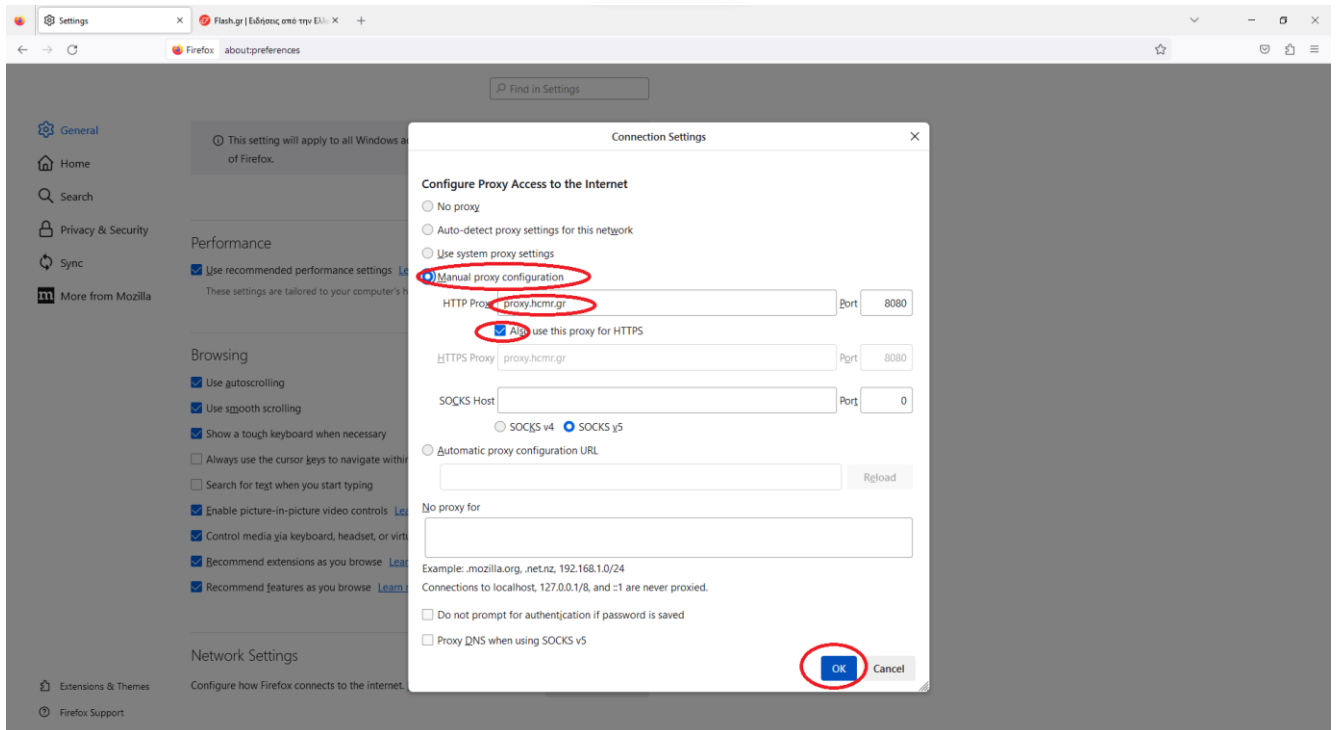 Settings
Flash.gr | Ειδήσεις από την Ελλ
Firefox about:preferences
Find in Settings
General
Home
Search
Privacy & Security
Sync
More from Mozilla
Extensions & Themes
Firefox Support
This setting will apply to all Windows a
of Firefox.
Performance
Use recommended performance settings Le
These settings are tailored to your computer's h
Browsing
Use autoscrolling
Use smooth scrolling
Show a touch keyboard when necessary
Always use the cursor keys to navigate within
Search for text when you start typing
Enable picture-in-picture video controls Lea
Control media via keyboard, headset, or virtu
Recommend extensions as you browse Lear
Recommend features as you browse Learn
Network Settings
Configure how Firefox connects to the internet.
Connection Settings
Configure Proxy Access to the Internet
No proxy
Auto-detect proxy settings for this network
Use system proxy settings
Manual proxy configuration
HTTP Proxy proxy.hcmr.gr Port 8080
Also use this proxy for HTTPS
HTTPS Proxy proxy.hcmr.gr Port 8080
SOCKS Host Port 0
SOCKS v4 SOCKS v5
Automatic proxy configuration URL
Reload
No proxy for
Example: .mozilla.org, .net.nz, 192.168.1.0/24
Connections to localhost, 127.0.0.1/8, and ::1 are never proxied.
Do not prompt for authentication if password is saved
Proxy DNS when using SOCKS v5
OK Cancel